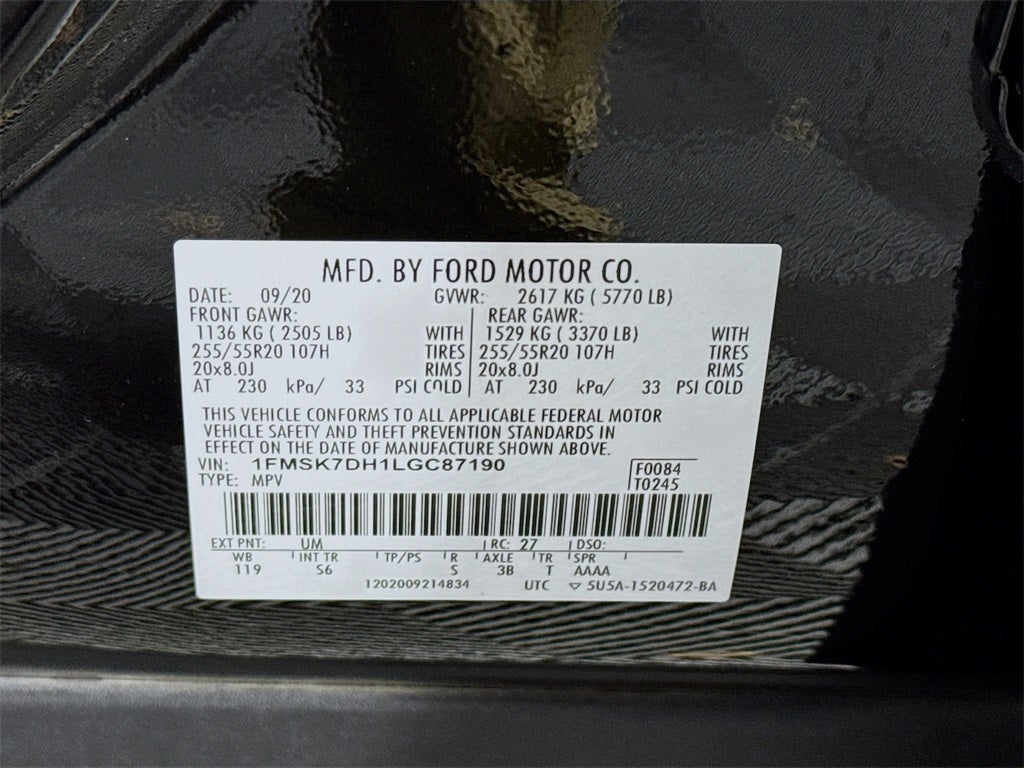 MFD. BY FORD MOTOR CO.
DATE: 09/20 GVWR: 2617 KG ( 5770 LB)
FRONT GAWR: REAR GAWR:
1136 KG ( 2505 LB) WITH 1529 KG ( 3370 LB) WITH
255/55R20 107H TIRES 255/55R20 107H TIRES
20x8.0J RIMS 20x8.0J RIMS
AT 230 kPa/ 33 PSI COLD AT 230 kPa/ 33 PSI COLD
THIS VEHICLE CONFORMS TO ALL APPLICABLE FEDERAL MOTOR
VEHICLE SAFETY AND THEFT PREVENTION STANDARDS IN
EFFECT ON THE DATE OF MANUFACTURE SHOWN ABOVE.
VIN: 1FMSK7DH1LGC87190 F0084
TYPE: MPV T0245
EXT PNT: UM RC: 27 DSO:
WB INT TR TP/PS R AXLE TR SPR
119 S6 S 3B T AAAA
1202009214834 UTC ▽ 5U5A-1520472-BA